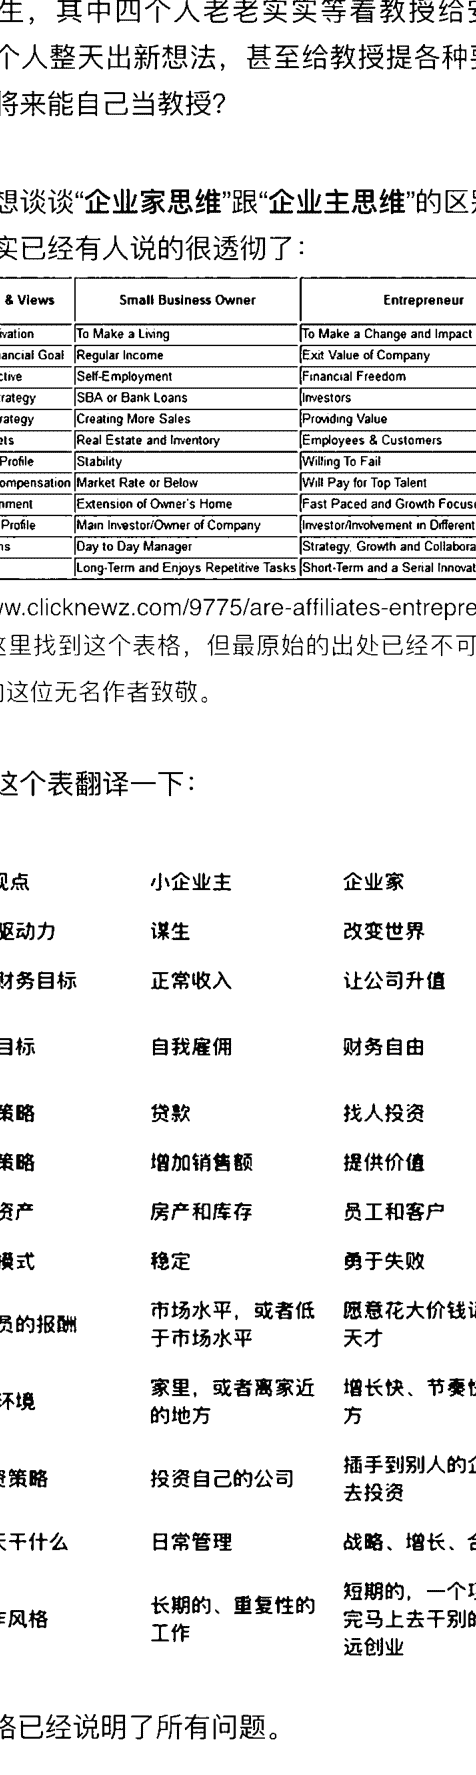 生，其中四个人老老实实等着教授给
个人整天出新想法，甚至给教授提各种
将来能自己当教授？
想谈谈“企业家思维”跟“企业主思维”的区
实已经有人说的很透彻了：
& Views Small Business Owner Entrepreneur
ivation To Make a Living To Make a Change and Impact
nancial Goal Regular Income Exit Value of Company
ctive Self-Employment Financial Freedom
rategy SBA or Bank Loans Investors
rategy Creating More Sales Providing Value
ets Real Estate and Inventory Employees & Customers
Profile Stability Willing To Fail
ompensation Market Rate or Below Will Pay for Top Talent
nment Extension of Owner's Home Fast Paced and Growth Focuse
Profile Main Investor/Owner of Company Investor/Involvement in Different
ns Day to Day Manager Strategy, Growth and Collabora
Long-Term and Enjoys Repetitive Tasks Short-Term and a Serial Innovat
ww.clicknewz.com/9775/are-affiliates-entrepre
这里找到这个表格，但最原始的出处已经不可
向这位无名作者致敬。
这个表翻译一下：
观点 小企业主 企业家
驱动力 谋生 改变世界
财务目标 正常收入 让公司升值
目标 自我雇佣 财务自由
策略 贷款 找人投资
策略 增加销售额 提供价值
资产 房产和库存 员工和客户
模式 稳定 勇于失败
员的报酬 市场水平，或者低 愿意花大价钱
于市场水平 天才
环境 家里，或者离家近 增长快、节奏
的地方 方
资策略 投资自己的公司 插手到别人的
去投资
天干什么 日常管理 战略、增长、
作风格 长期的、重复性的 短期的，一个
工作 完马上去干别的
远创业
格已经说明了所有问题。